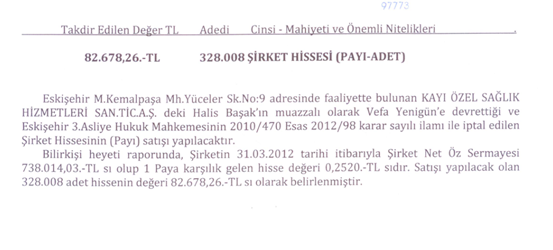 97773
Takdir Edilen Değer TL Adedi Cinsi - Mahiyeti ve Önemli Nitelikleri .
82.678,26.-TL 328.008 ŞİRKET HİSSESİ (PAYI-ADET)
Eskişehir M.Kemalpaşa Mh.Yüceler Sk.No:9 adresinde faaliyette bulunan KAYI ÖZEL SAĞLIK
HİZMETLERİ SAN.TİC.A.Ş. deki Halis Başak'ın muazzalı olarak Vefa Yenigün'e devrettiği ve
Eskişehir 3.Asliye Hukuk Mahkemesinin 2010/470 Esas 2012/98 karar sayılı ilamı ile iptal edilen
Şirket Hissesinin (Payı) satışı yapılacaktır.
Bilirkişi heyeti raporunda, Şirketin 31.03.2012 tarihi itibarıyla Şirket Net Öz Sermayesi
738.014,03.-TL sı olup 1 Paya karşılık gelen hisse değeri 0,2520.-TL sıdır. Satışı yapılacak olan
328.008 adet hissenin değeri 82.678,26.-TL sı olarak belirlenmiştir.